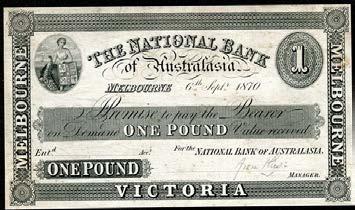 THE NATIONAL BANK
of Australasia.
1
MELBOURNE 6th Sept. 1870
I Promise to pay the Bearer
on Demand ONE POUND Value received
Ent.d Acc.t For the NATIONAL BANK OF AUSTRALASIA.
ONE POUND
MANAGER.
VICTORIA
MELBOURNE
MELBOURNE